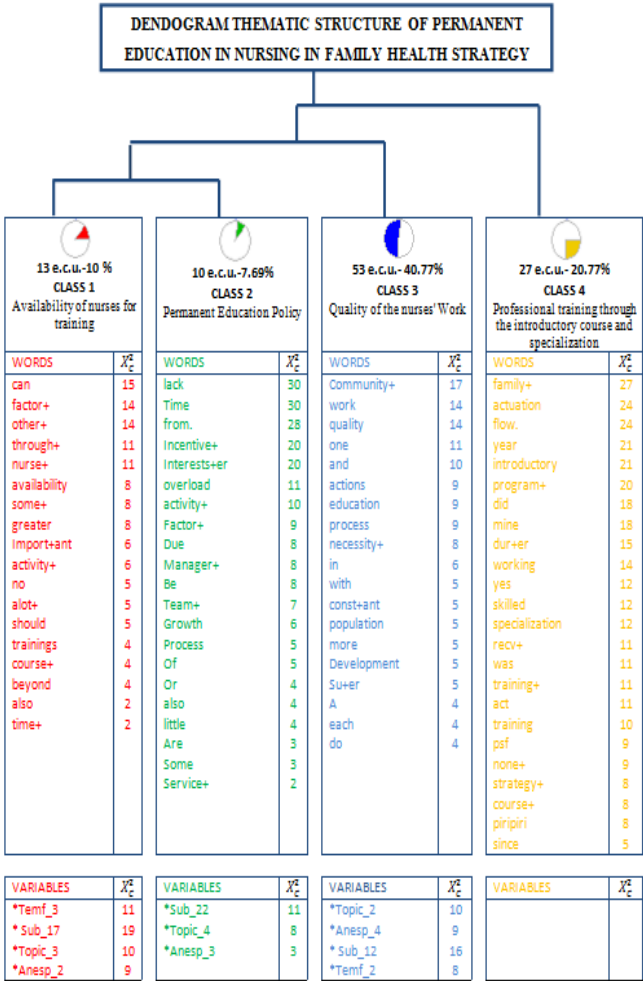 DENDOGRAM THEMATIC STRUCTURE OF PERMANENT
EDUCATION IN NURSING IN FAMILY HEALTH STRATEGY
13 e.c.u.-10 %
CLASS 1
Availability of nurses for
training
WORDS X²c
can 15
factor+ 14
other+ 14
through+ 11
nurse+ 11
availability 8
some+ 8
greater 8
Import+ant 6
activity+ 6
no 5
alot+ 5
should 5
trainings 4
course+ 4
beyond 4
also 2
time+ 2
VARIABLES X²c
*Temf_3 11
* Sub_17 19
*Topic_3 10
*Anesp_2 9
10 e.c.u.-7.69%
CLASS 2
Permanent Education Policy
WORDS X²c
lack 30
Time 30
from. 28
Incentive+ 20
Interests+er 20
overload 11
activity+ 10
Factor+ 9
Due 8
Manager+ 8
Be 8
Team+ 7
Growth 6
Process 5
Of 5
Or 4
also 4
little 4
Are 3
Some 3
Service+ 2
VARIABLES X²c
*Sub_22 11
*Topic_4 8
*Anesp_3 3
53 e.c.u.- 40.77%
CLASS 3
Quality of the nurses' Work
WORDS X²c
Community+ 17
work 14
quality 14
one 11
and 10
actions 9
education 9
process 9
necessity+ 8
in 6
with 5
const+ant 5
population 5
more 5
Development 5
Su+er 5
A 4
each 4
do 4
VARIABLES X²c
*Topic_2 10
*Anesp_4 9
* Sub_12 16
*Temf_2 8
27 e.c.u.- 20.77%
CLASS 4
Professional training through
the introductory course and
specialization
WORDS X²c
family+ 27
actuation 24
flow. 24
year 21
introductory 21
program+ 20
did 18
mine 18
dur+er 15
working 14
yes 12
skilled 12
specialization 12
recv+ 11
was 11
training+ 11
act 11
training 10
psf 9
none+ 9
strategy+ 8
course+ 8
piripiri 8
since 5
VARIABLES X²c